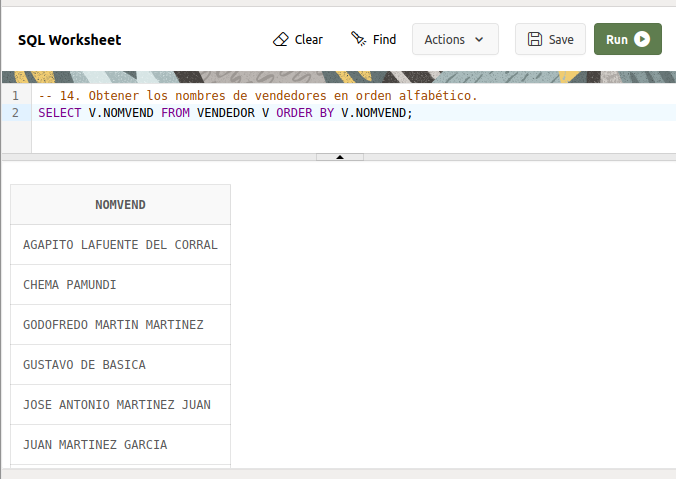 SQL Worksheet Clear Find Actions Save Run
1 -- 14. Obtener los nombres de vendedores en orden alfabético.
2 SELECT V.NOMVEND FROM VENDEDOR V ORDER BY V.NOMVEND;
NOMVEND
AGAPITO LAFUENTE DEL CORRAL
CHEMA PAMUNDI
GODOFREDO MARTIN MARTINEZ
GUSTAVO DE BASICA
JOSE ANTONIO MARTINEZ JUAN
JUAN MARTINEZ GARCIA